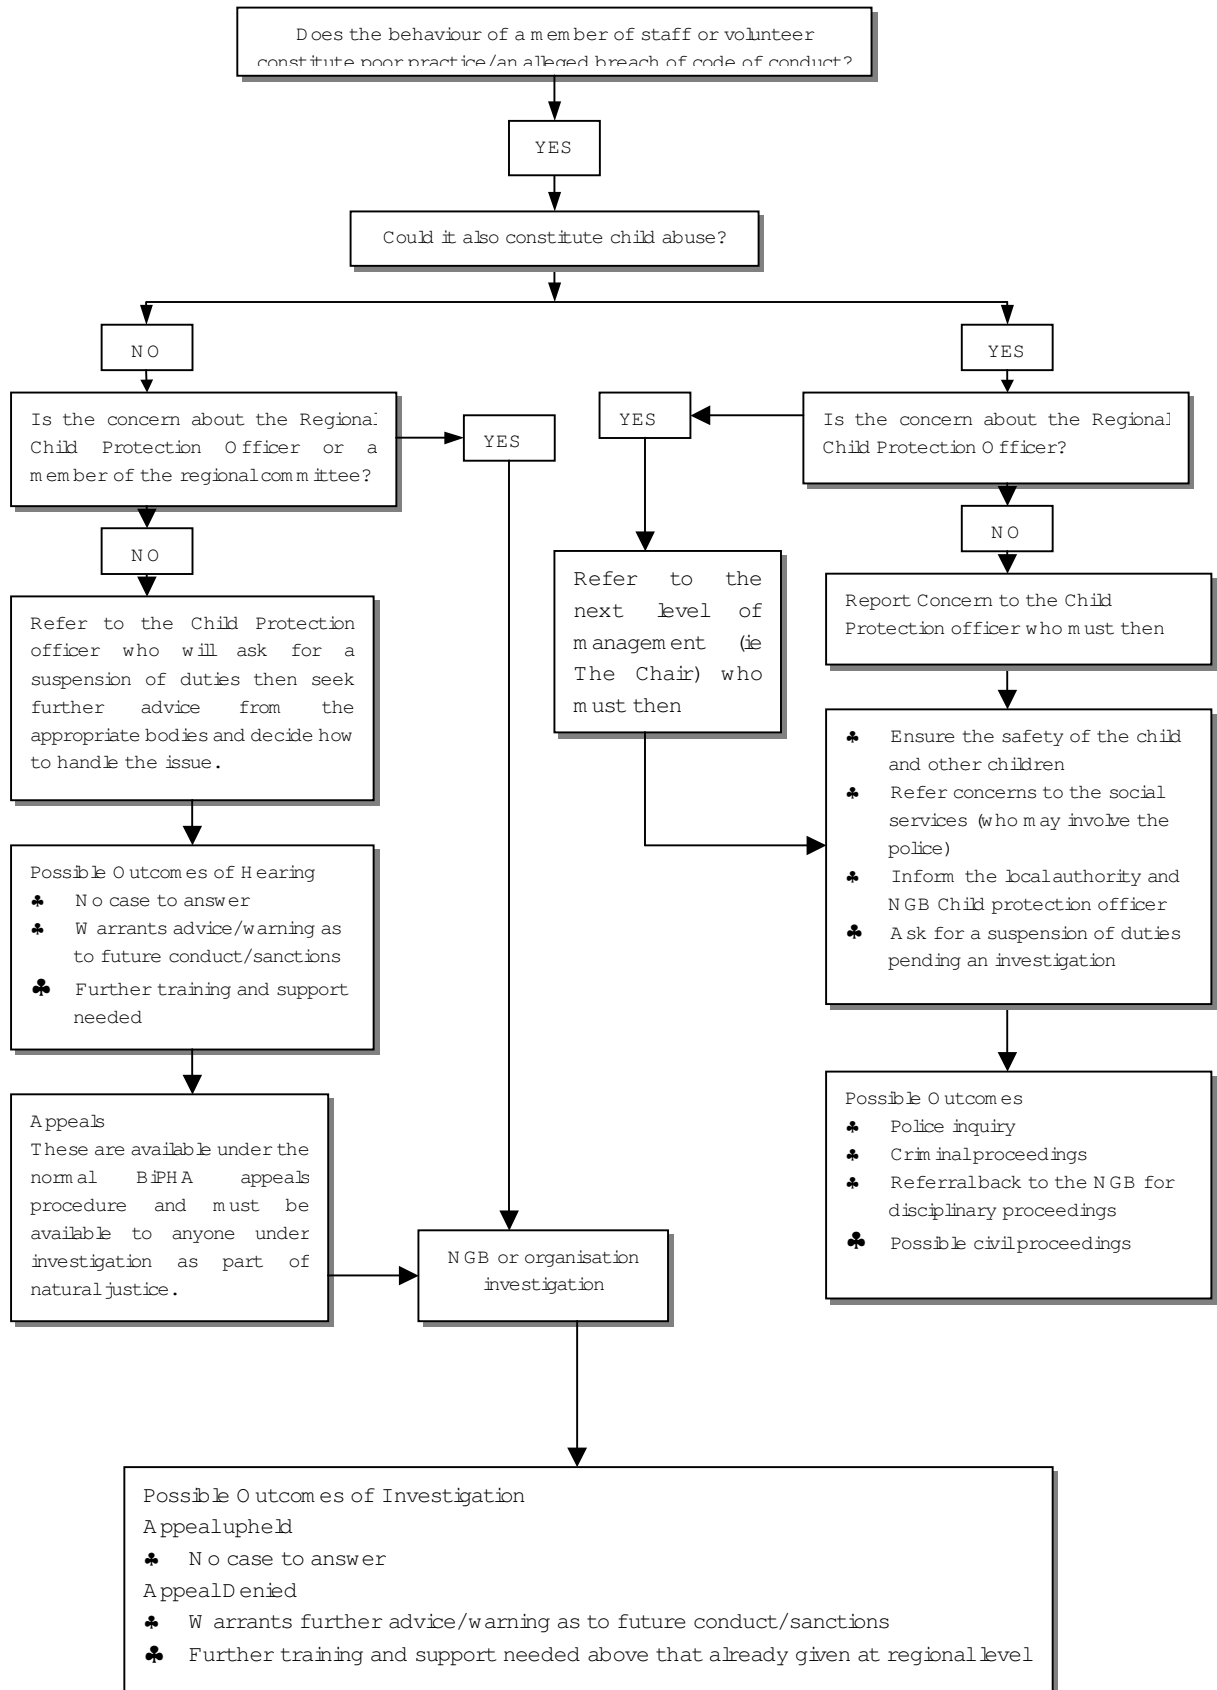 Does the behaviour of a member of staff or volunteer
constitute poor practice/an alleged breach of code of conduct?
YES
Could it also constitute child abuse?
NO
YES
Is the concern about the Regional
Child Protection Officer or a
member of the regional committee?
YES
YES
Is the concern about the Regional
Child Protection Officer?
NO
NO
Refer to the Child Protection
officer who will ask for a
suspension of duties then seek
further advice from the
appropriate bodies and decide how
to handle the issue.
Refer to the
next level of
management (ie
The Chair) who
must then
Report Concern to the Child
Protection officer who must then
♣ Ensure the safety of the child
and other children
♣ Refer concerns to the social
services (who may involve the
police)
♣ Inform the local authority and
NGB Child protection officer
♣ Ask for a suspension of duties
pending an investigation
Possible Outcomes of Hearing
♣ No case to answer
♣ Warrants advice/warning as
to future conduct/sanctions
♣ Further training and support
needed
Appeals
These are available under the
normal BiPHA appeals
procedure and must be
available to anyone under
investigation as part of
natural justice.
NGB or organisation
investigation
Possible Outcomes
♣ Police inquiry
♣ Criminal proceedings
♣ Referral back to the NGB for
disciplinary proceedings
♣ Possible civil proceedings
Possible Outcomes of Investigation
Appeal upheld
♣ No case to answer
Appeal Denied
♣ Warrants further advice/warning as to future conduct/sanctions
♣ Further training and support needed above that already given at regional level